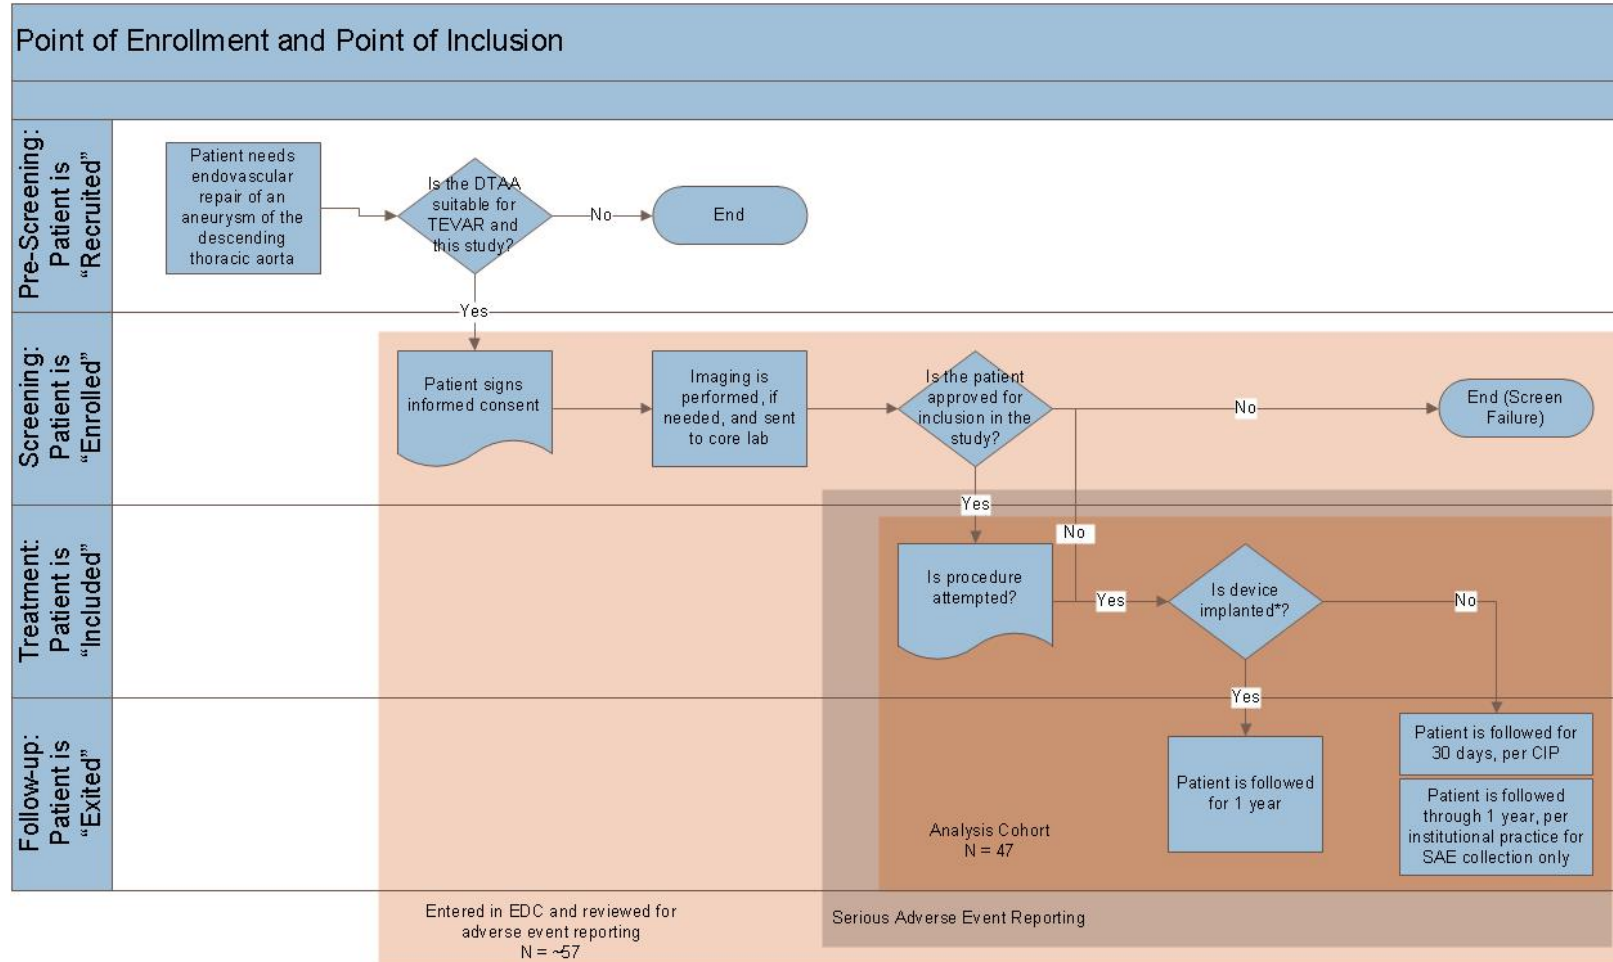 Point of Enrollment and Point of Inclusion
Pre-Screening:
Patient is
“Recruited”
Patient needs
endovascular
repair of an
aneurysm of the
descending
thoracic aorta
Is the DTAA
suitable for
TEVAR and
this study?
No
End
Yes
Screening:
Patient is
“Enrolled”
Patient signs
informed consent
Imaging is
performed, if
needed, and sent
to core lab
Is the patient
approved for
inclusion in the
study?
No
End (Screen
Failure)
Yes
No
Treatment:
Patient is
“Included”
Is procedure
attempted?
Yes
Is device
implanted*?
No
Yes
Follow-up:
Patient is
“Exited”
Patient is followed
for 1 year
Patient is followed for
30 days, per CIP
Patient is followed
through 1 year, per
institutional practice for
SAE collection only
Analysis Cohort
N = 47
Entered in EDC and reviewed for
adverse event reporting
N = ~57
Serious Adverse Event Reporting